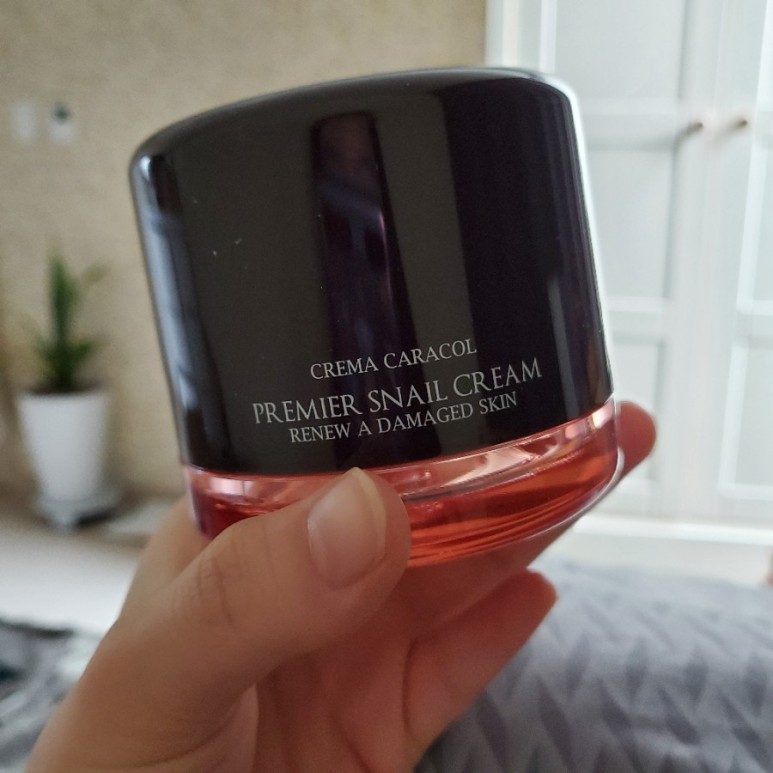 CREMA CARACOL
PREMIER SNAIL CREAM
RENEW A DAMAGED SKIN